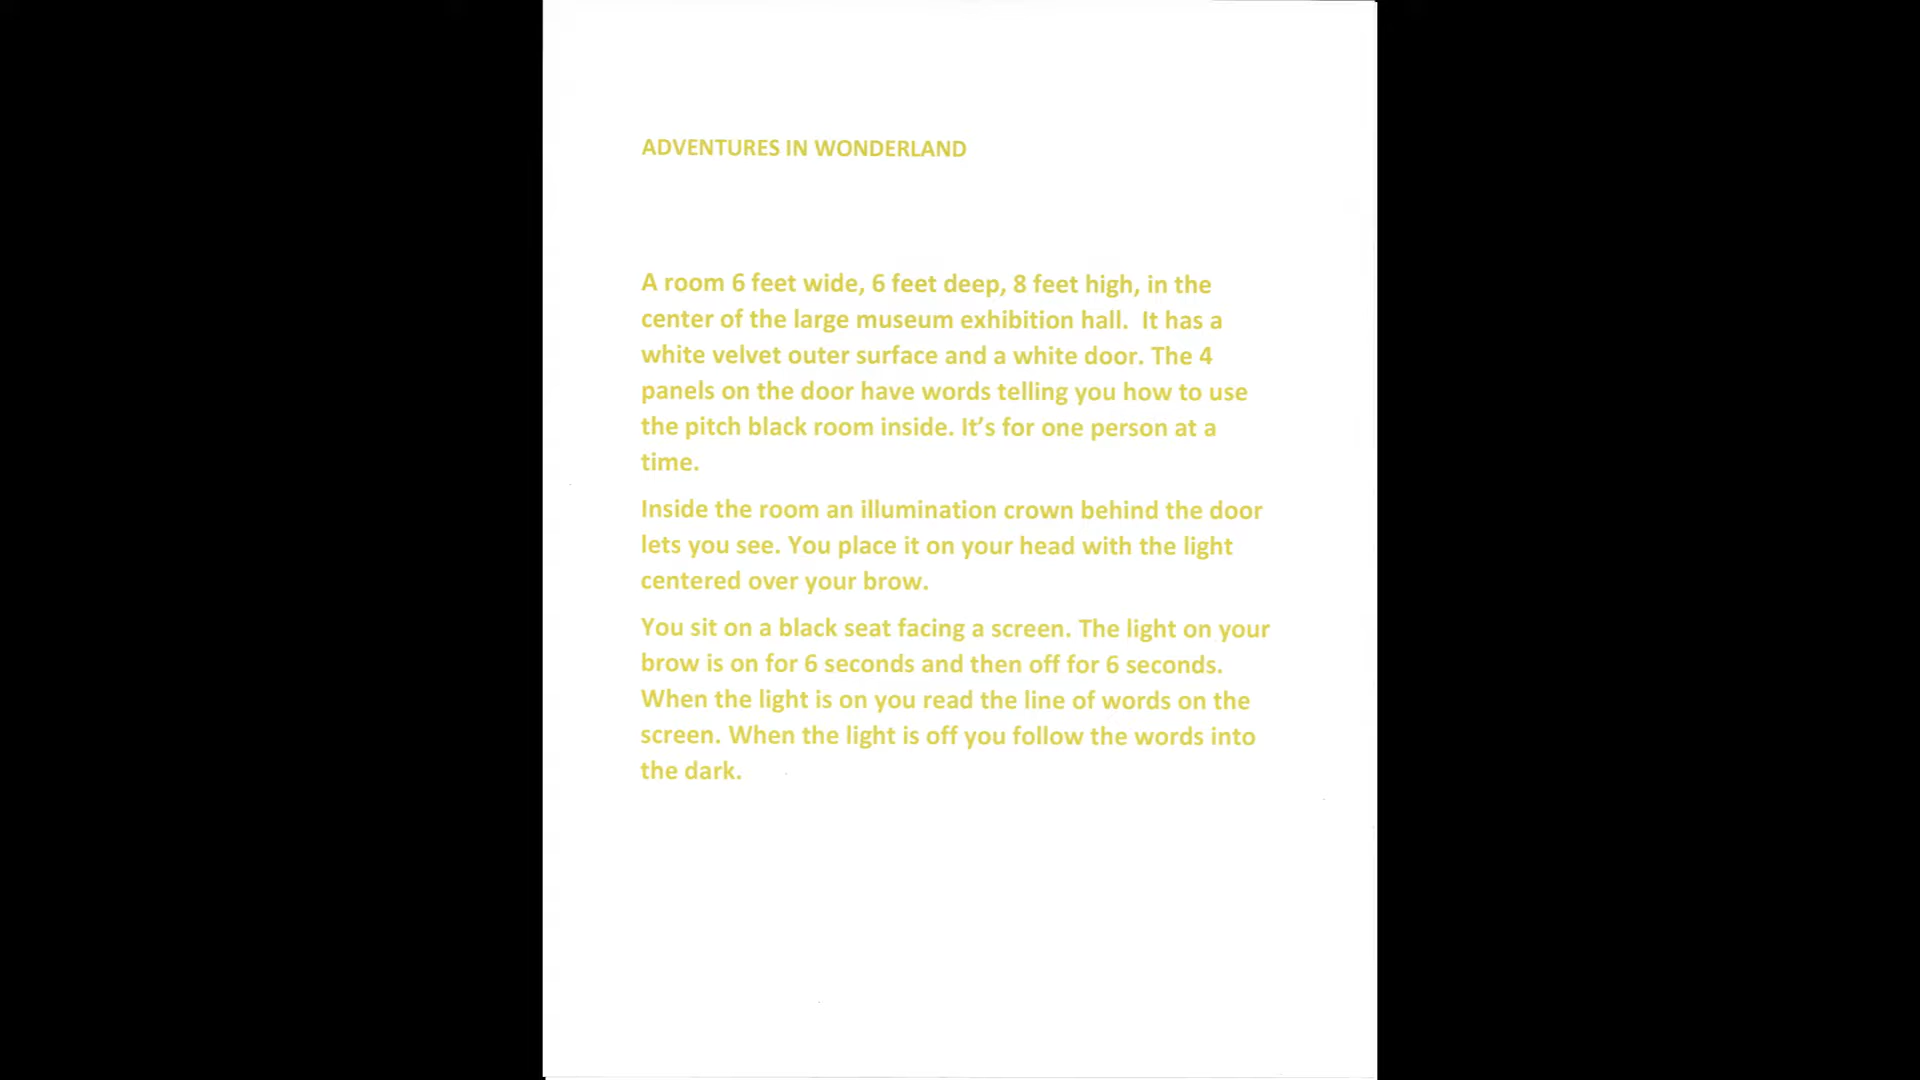 ADVENTURES IN WONDERLAND
A room 6 feet wide, 6 feet deep, 8 feet high, in the
center of the large museum exhibition hall.  It has a
white velvet outer surface and a white door. The 4
panels on the door have words telling you how to use
the pitch black room inside. It’s for one person at a
time.
Inside the room an illumination crown behind the door
lets you see. You place it on your head with the light
centered over your brow.
You sit on a black seat facing a screen. The light on your
brow is on for 6 seconds and then off for 6 seconds.
When the light is on you read the line of words on the
screen. When the light is off you follow the words into
the dark.